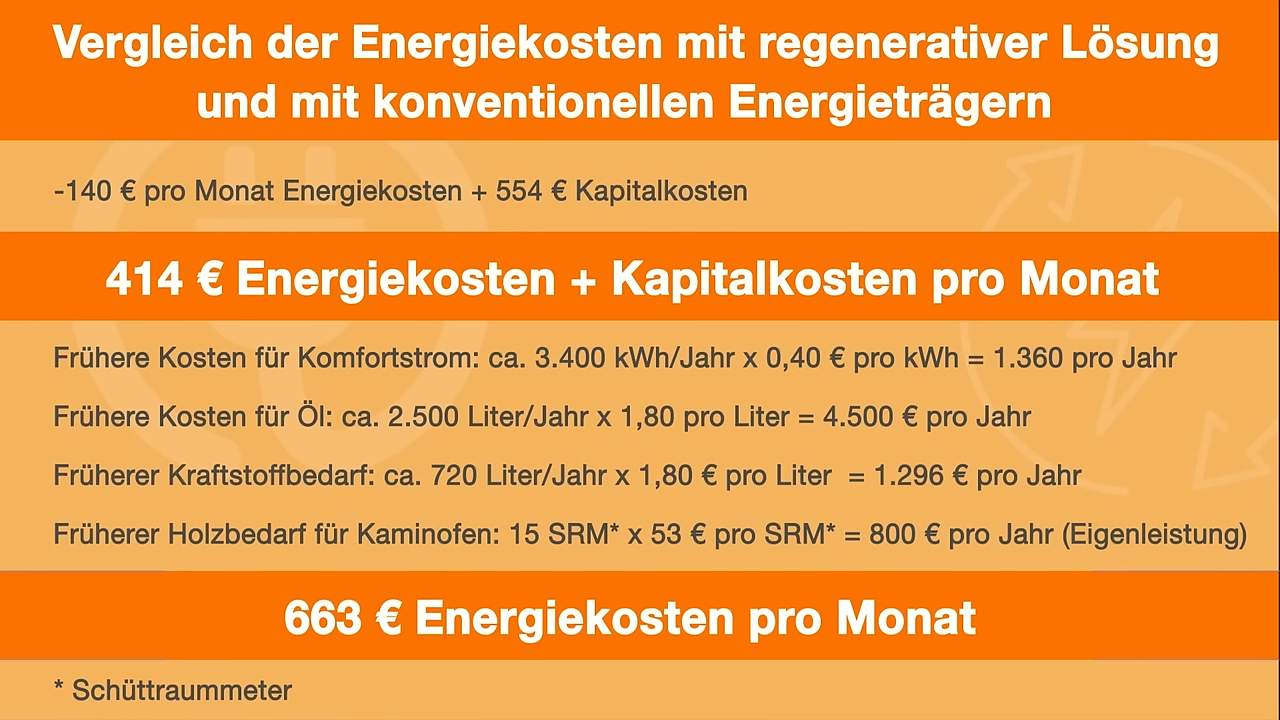 Vergleich der Energiekosten mit regenerativer Lösung
und mit konventionellen Energieträgern
-140 € pro Monat Energiekosten + 554 € Kapitalkosten
414 € Energiekosten + Kapitalkosten pro Monat
Frühere Kosten für Komfortstrom: ca. 3.400 kWh/Jahr x 0,40 € pro kWh = 1.360 pro Jahr
Frühere Kosten für Öl: ca. 2.500 Liter/Jahr x 1,80 pro Liter = 4.500 € pro Jahr
Früherer Kraftstoffbedarf: ca. 720 Liter/Jahr x 1,80 € pro Liter = 1.296 € pro Jahr
Früherer Holzbedarf für Kaminofen: 15 SRM* x 53 € pro SRM* = 800 € pro Jahr (Eigenleistung)
663 € Energiekosten pro Monat
* Schüttraummeter